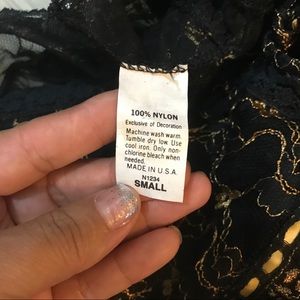 100% NYLON
Exclusive of Decoration
Machine wash warm.
Tumble dry low. Use
cool iron. Only non-
chlorine bleach when
needed.
MADE IN U.S.A.
N1234
SMALL